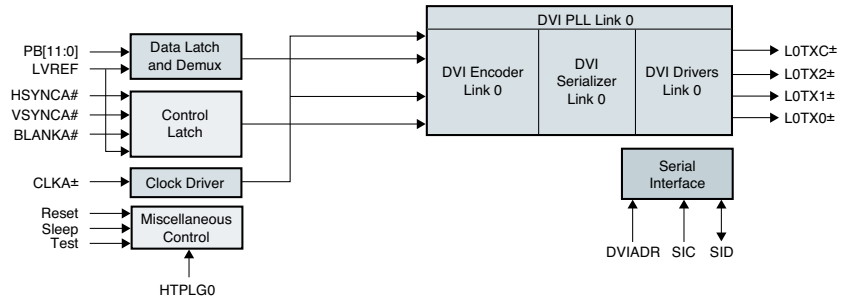 PB[11:0]
LVREF
HSYNCA#
VSYNCA#
BLANKA#
CLKA±
Reset
Sleep
Test
HTPLG0
Data Latch
and Demux
Control
Latch
Clock Driver
Miscellaneous
Control
DVI PLL Link 0
DVI Encoder
Link 0
DVI
Serializer
Link 0
DVI Drivers
Link 0
L0TXC±
L0TX2±
L0TX1±
L0TX0±
Serial
Interface
DVIADR
SIC
SID